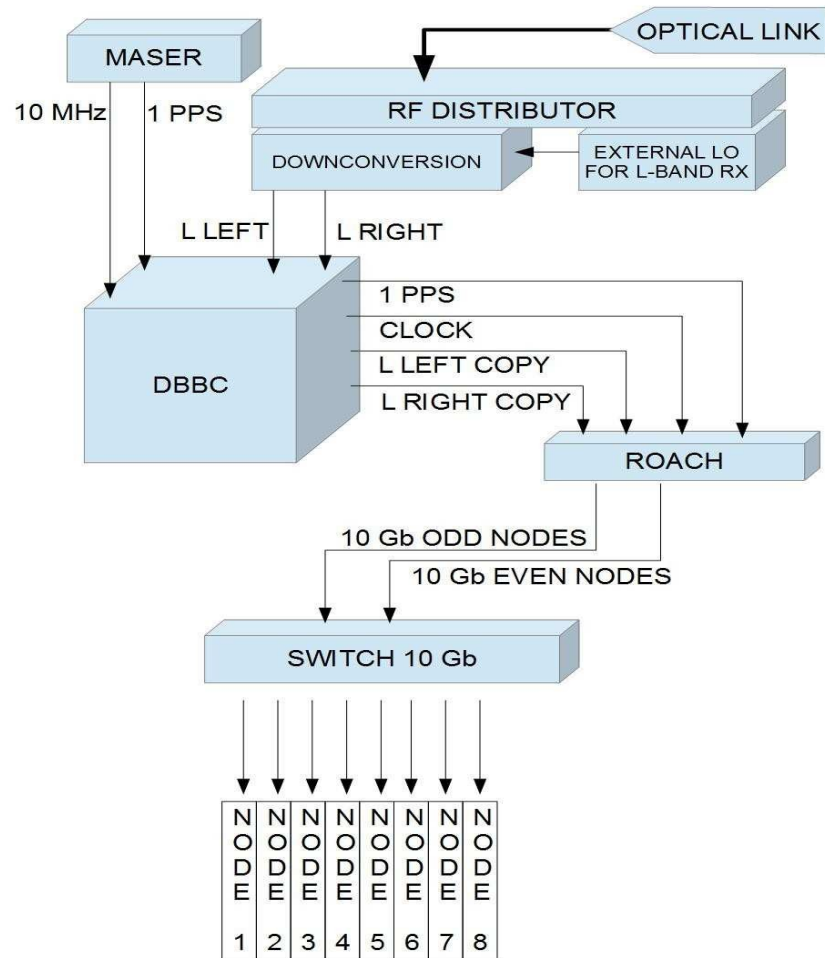 OPTICAL LINK
MASER
RF DISTRIBUTOR
10 MHz
1 PPS
DOWNCONVERSION
EXTERNAL LO
FOR L-BAND RX
L LEFT
L RIGHT
1 PPS
CLOCK
L LEFT COPY
L RIGHT COPY
DBBC
ROACH
10 Gb ODD NODES
10 Gb EVEN NODES
SWITCH 10 Gb
NODE 1
NODE 2
NODE 3
NODE 4
NODE 5
NODE 6
NODE 7
NODE 8